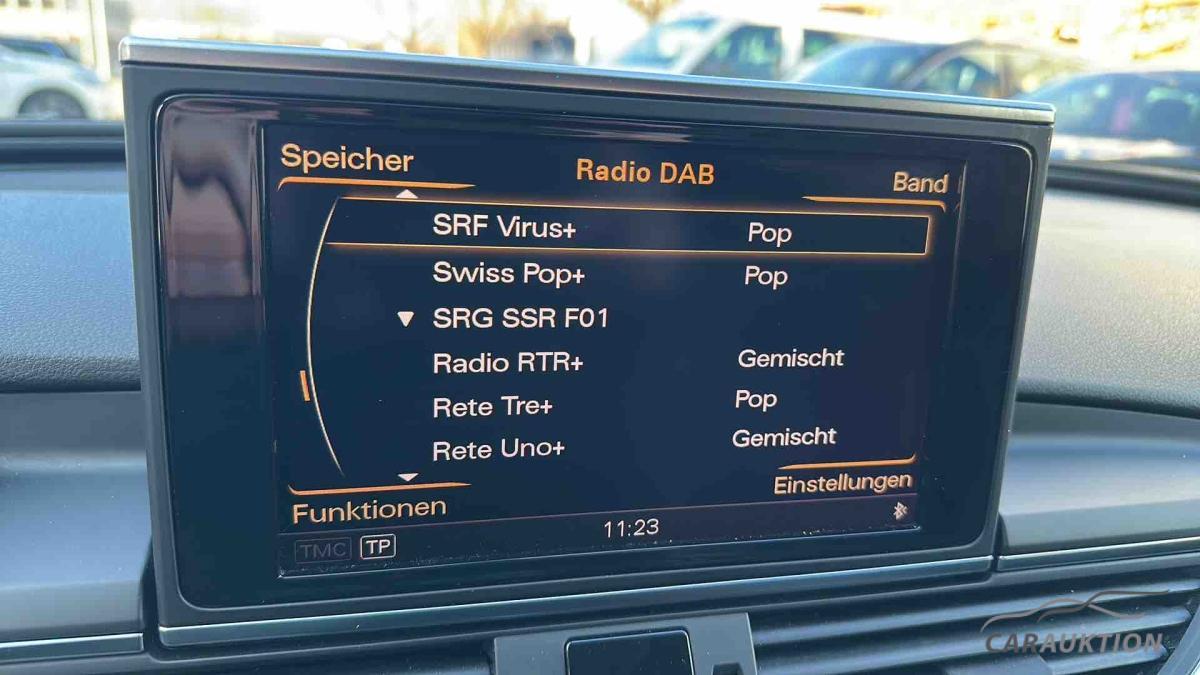 Speicher
Radio DAB
Band
SRF Virus+ Pop
Swiss Pop+ Pop
SRG SSR F01
Radio RTR+ Gemischt
Rete Tre+ Pop
Rete Uno+ Gemischt
Funktionen
Einstellungen
TMC TP
11:23
CARAUKTION